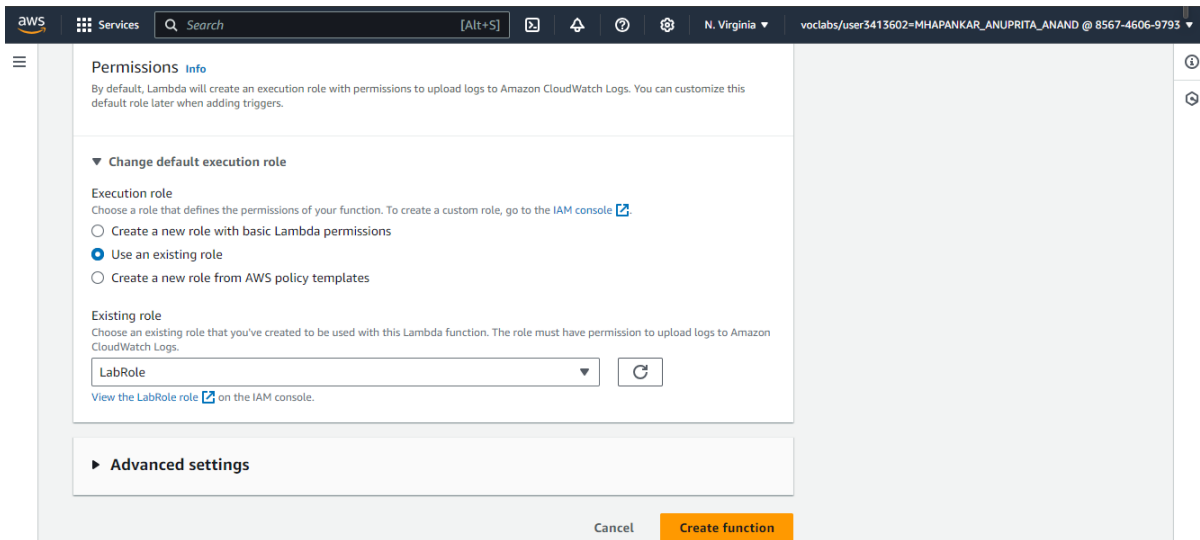 aws
Services
Search
[Alt+S]
N. Virginia
voclabs/user3413602=MHAPANKAR_ANUPRITA_ANAND @ 8567-4606-9793
Permissions Info
By default, Lambda will create an execution role with permissions to upload logs to Amazon CloudWatch Logs. You can customize this
default role later when adding triggers.
Change default execution role
Execution role
Choose a role that defines the permissions of your function. To create a custom role, go to the IAM console.
Create a new role with basic Lambda permissions
Use an existing role
Create a new role from AWS policy templates
Existing role
Choose an existing role that you've created to be used with this Lambda function. The role must have permission to upload logs to Amazon
CloudWatch Logs.
LabRole
View the LabRole role on the IAM console.
Advanced settings
Cancel
Create function